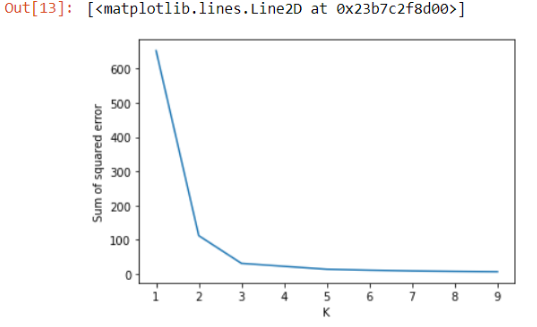 Out[13]: [<matplotlib.lines.Line2D at 0x23b7c2f8d00>]
600
500
400
300
200
100
0
Sum of squared error
1 2 3 4 5 6 7 8 9
K